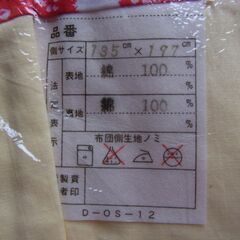 品番
側サイズ 135cm×197cm
表地 綿 100 %
%
裏地 綿 100 %
%
布団側生地ノミ
D-OS-12